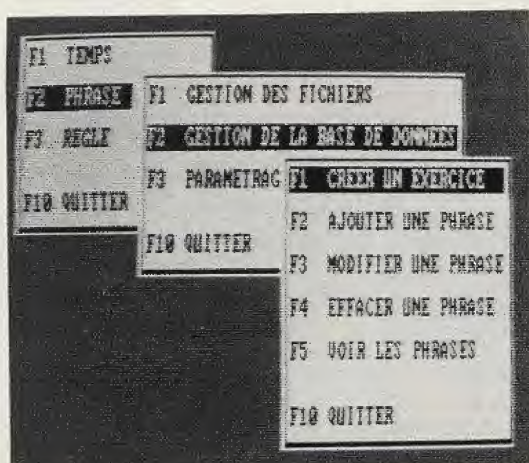 F1 TEMPS
F2 PHRASE
F3 REGLE
F10 QUITTER
F1 GESTION DES FICHIERS
F2 GESTION DE LA BASE DE DONNEES
F3 PARAMETRAG
F10 QUITTER
F1 CREER UN EXERCICE
F2 AJOUTER UNE PHRASE
F3 MODIFIER UNE PHRASE
F4 EFFACER UNE PHRASE
F5 VOIR LES PHRASES
F10 QUITTER